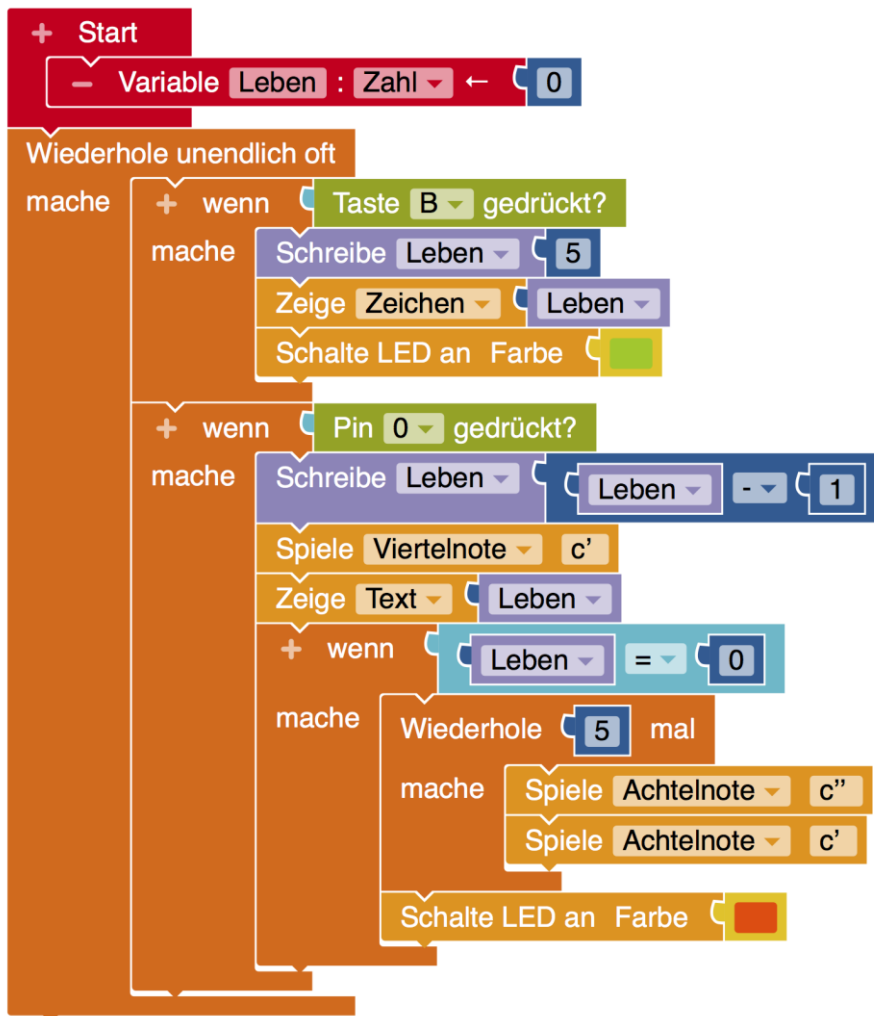 + Start
− Variable Leben : Zahl ← 0
Wiederhole unendlich oft
mache + wenn Taste B gedrückt?
mache Schreibe Leben 5
Zeige Zeichen Leben
Schalte LED an Farbe
+ wenn Pin 0 gedrückt?
mache Schreibe Leben Leben - 1
Spiele Viertelnote c’
Zeige Text Leben
+ wenn Leben = 0
mache Wiederhole 5 mal
mache Spiele Achtelnote c’’
Spiele Achtelnote c’
Schalte LED an Farbe